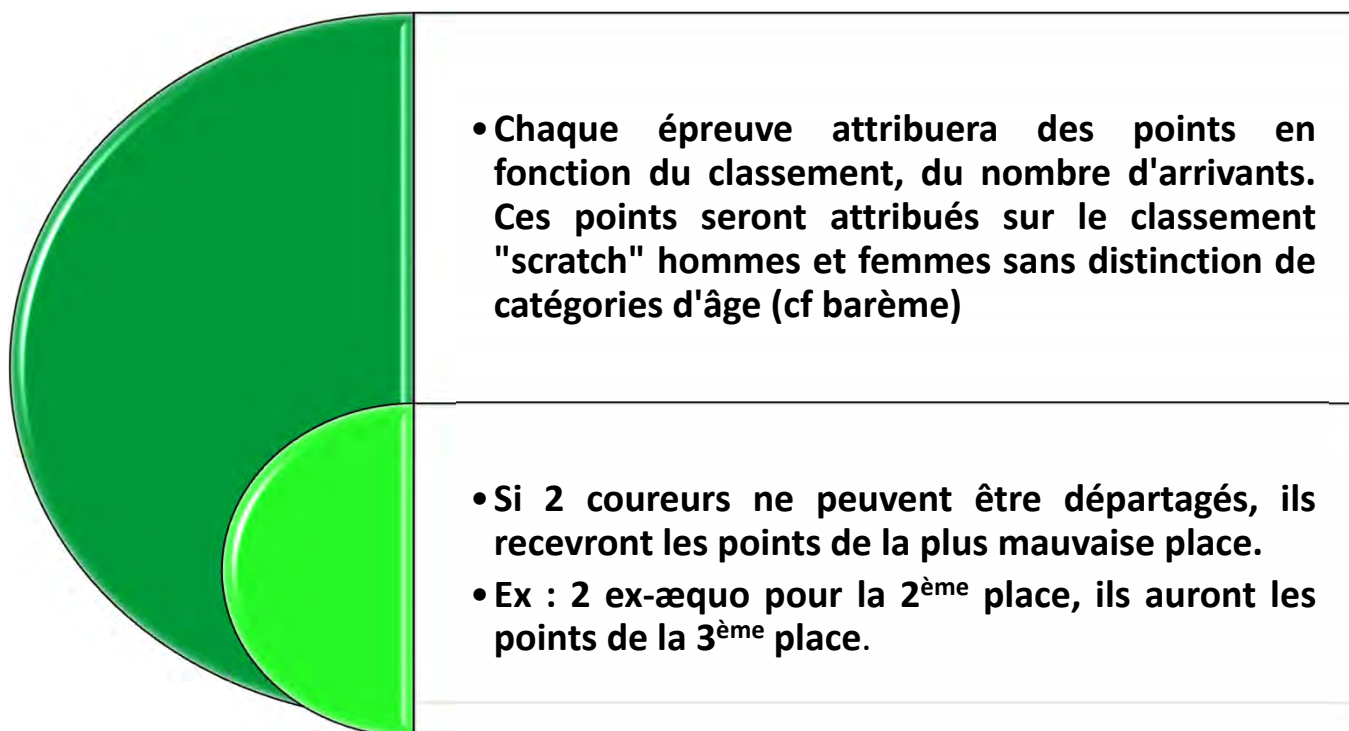 •Chaque épreuve attribuera des points en
fonction du classement, du nombre d'arrivants.
Ces points seront attribués sur le classement
"scratch" hommes et femmes sans distinction de
catégories d'âge (cf barème)
•Si 2 coureurs ne peuvent être départagés, ils
recevront les points de la plus mauvaise place.
•Ex : 2 ex-æquo pour la 2ème place, ils auront les
points de la 3ème place.